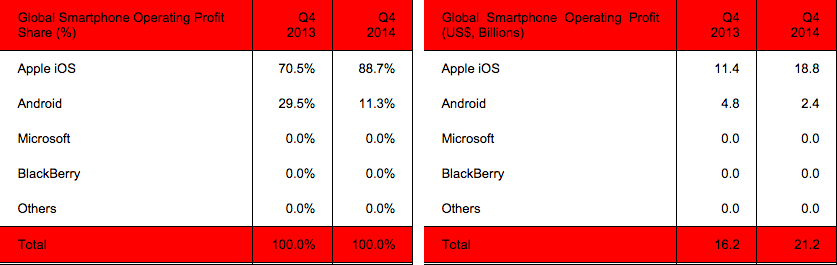 Global Smartphone Operating Profit Share (%) Q4 2013 Q4 2014
Apple iOS 70.5% 88.7%
Android 29.5% 11.3%
Microsoft 0.0% 0.0%
BlackBerry 0.0% 0.0%
Others 0.0% 0.0%
Total 100.0% 100.0%
Global Smartphone Operating Profit (US$, Billions) Q4 2013 Q4 2014
Apple iOS 11.4 18.8
Android 4.8 2.4
Microsoft 0.0 0.0
BlackBerry 0.0 0.0
Others 0.0 0.0
Total 16.2 21.2